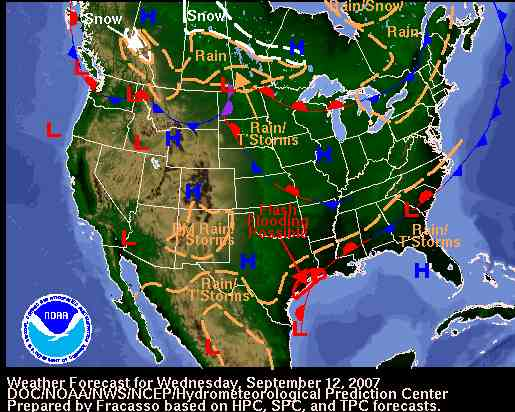 Snow
H
Snow
Rain/Snow
Rain
Rain
H
L
L
L
L
Rain/
T Storms
L
H
L
H
H
Flash
Flooding
Possible
L
PM Rain/
T Storms
L
Rain/
T Storms
H
H
Rain/
T Storms
L
L
NOAA
Weather Forecast for Wednesday, September 12, 2007
DOC/NOAA/NWS/NCEP/Hydrometeorological Prediction Center
Prepared by Fracasso based on HPC, SPC, and TPC forecasts.